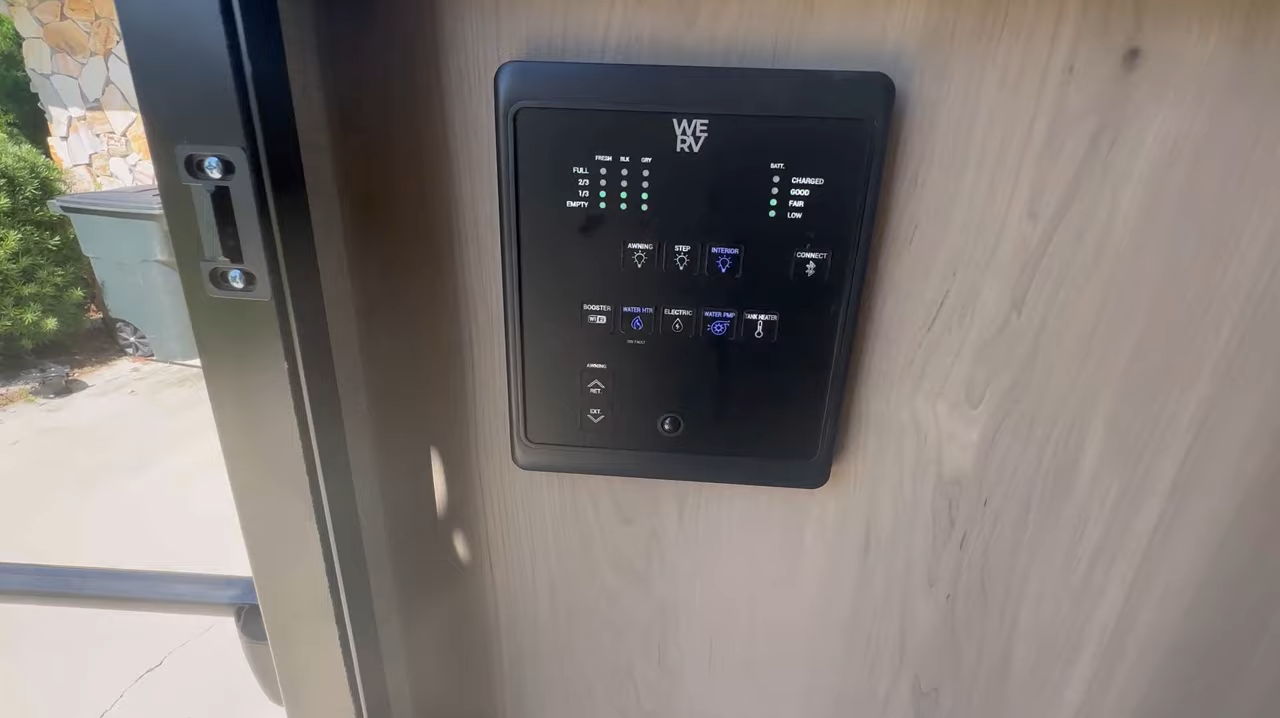 WE
RV
FRESH BLK GRY
FULL
2/3
1/3
EMPTY
BATT.
CHARGED
GOOD
FAIR
LOW
AWNING STEP INTERIOR CONNECT
BOOSTER WATER HTR ELECTRIC WATER PMP TANK HEATER
WiFi
AWNING
RET.
EXT.